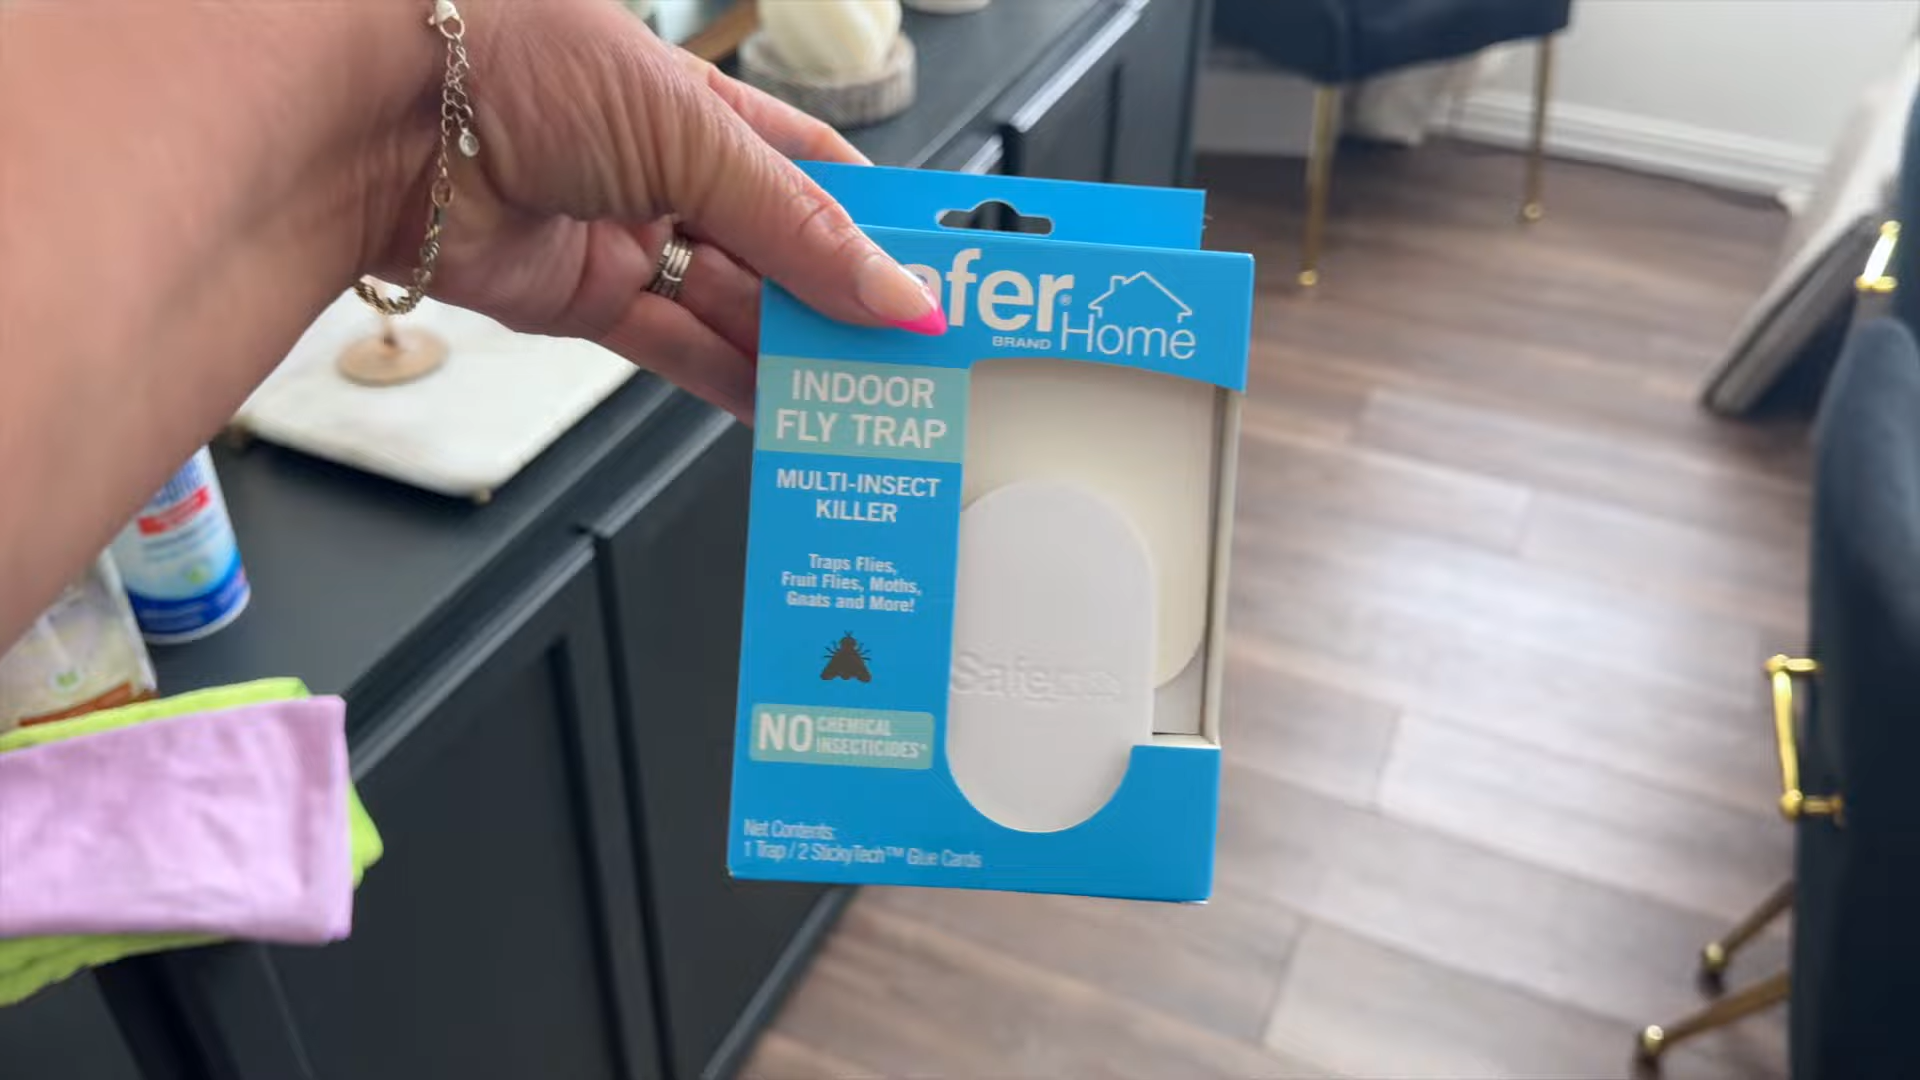 afer®
BRAND Home
INDOOR
FLY TRAP
MULTI-INSECT
KILLER
Traps Flies,
Fruit Flies, Moths,
Gnats and More!
NO CHEMICAL
INSECTICIDES*
Net Contents:
1 Trap / 2 StickyTech™ Glue Cards
Safer